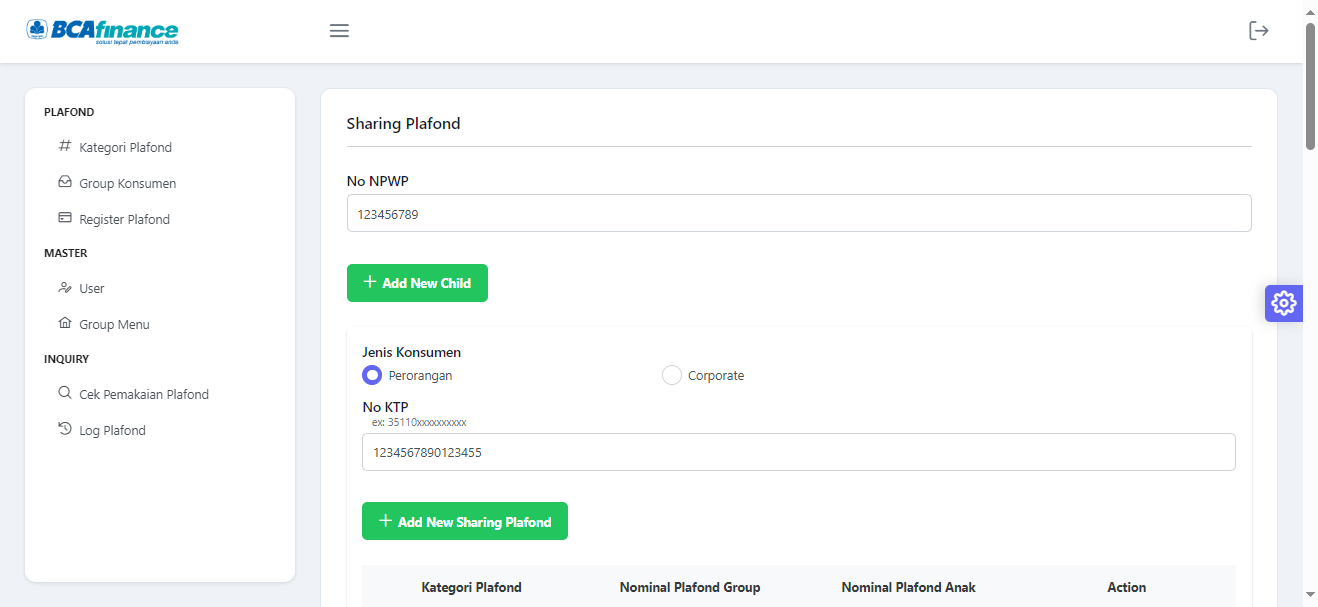 BCAfinance
solusi tepat pembiayaan anda
PLAFOND
Kategori Plafond
Group Konsumen
Register Plafond
MASTER
User
Group Menu
INQUIRY
Cek Pemakaian Plafond
Log Plafond
Sharing Plafond
No NPWP
123456789
+ Add New Child
Jenis Konsumen
Perorangan Corporate
No KTP
ex: 35110xxxxxxxxxx
1234567890123455
+ Add New Sharing Plafond
Kategori Plafond Nominal Plafond Group Nominal Plafond Anak Action